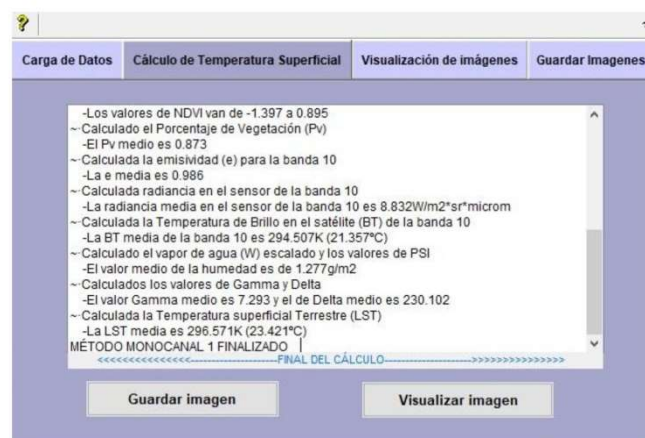 ?
Carga de Datos Cálculo de Temperatura Superficial Visualización de imágenes Guardar Imagenes
-Los valores de NDVI van de -1.397 a 0.895
~·Calculado el Porcentaje de Vegetación (Pv)
-El Pv medio es 0.873
~·Calculada la emisividad (e) para la banda 10
-La e media es 0.986
~·Calculada radiancia en el sensor de la banda 10
-La radiancia media en el sensor de la banda 10 es 8.832W/m2*sr*microm
~·Calculada la Temperatura de Brillo en el satélite (BT) de la banda 10
-La BT media de la banda 10 es 294.507K (21.357ºC)
~·Calculado el vapor de agua (W) escalado y los valores de PSI
-El valor medio de la humedad es de 1.277g/m2
~·Calculados los valores de Gamma y Delta
-El valor Gamma medio es 7.293 y el de Delta medio es 230.102
~·Calculada la Temperatura superficial Terrestre (LST)
-La LST media es 296.571K (23.421ºC)
MÉTODO MONOCANAL 1 FINALIZADO
<<<<<<<<<<<<<<<----------------------FINAL DEL CÁLCULO---------------------->>>>>>>>>>>>>>>
Guardar imagen Visualizar imagen